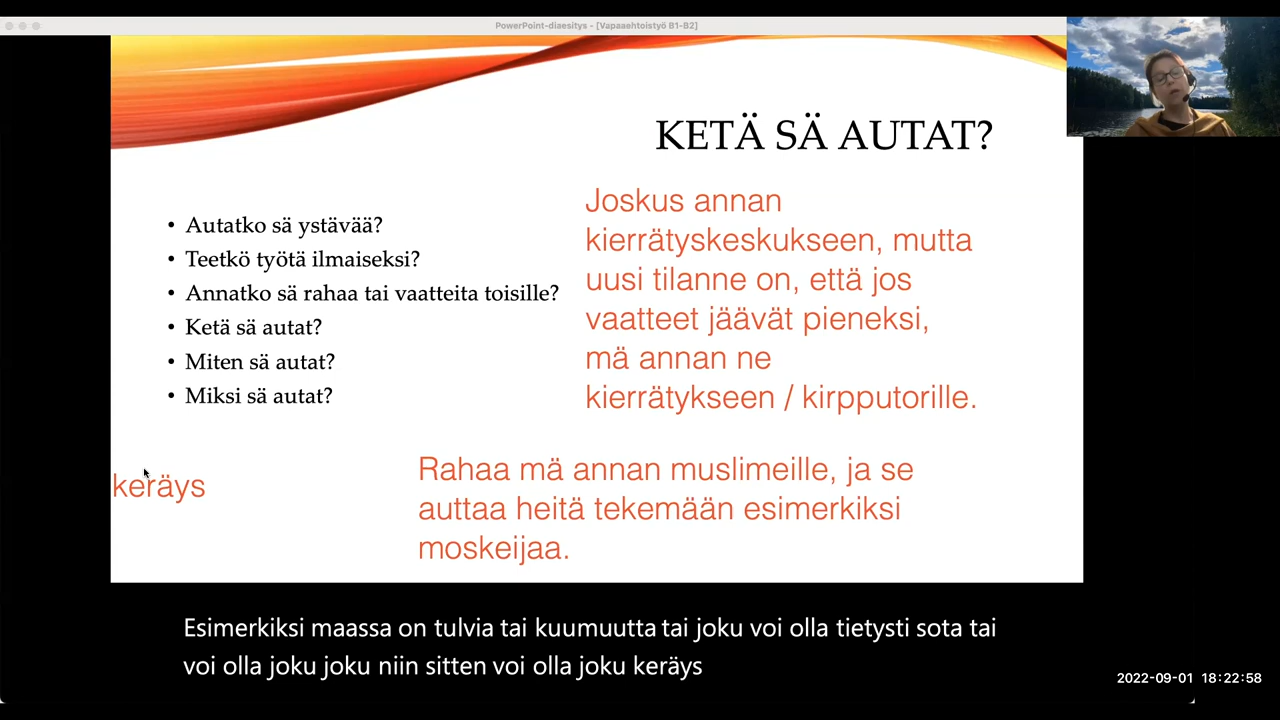 PowerPoint-diaesitys - [Vapaaehtoistyö B1-B2]
KETÄ SÄ AUTAT?
• Autatko sä ystävää?
• Teetkö työtä ilmaiseksi?
• Annatko sä rahaa tai vaatteita toisille?
• Ketä sä autat?
• Miten sä autat?
• Miksi sä autat?
Joskus annan
kierrätyskeskukseen, mutta
uusi tilanne on, että jos
vaatteet jäävät pieneksi,
mä annan ne
kierrätykseen / kirpputorille.
keräys
Rahaa mä annan muslimeille, ja se
auttaa heitä tekemään esimerkiksi
moskeijaa.
Esimerkiksi maassa on tulvia tai kuumuutta tai joku voi olla tietysti sota tai
voi olla joku joku niin sitten voi olla joku keräys
2022-09-01 18:22:58